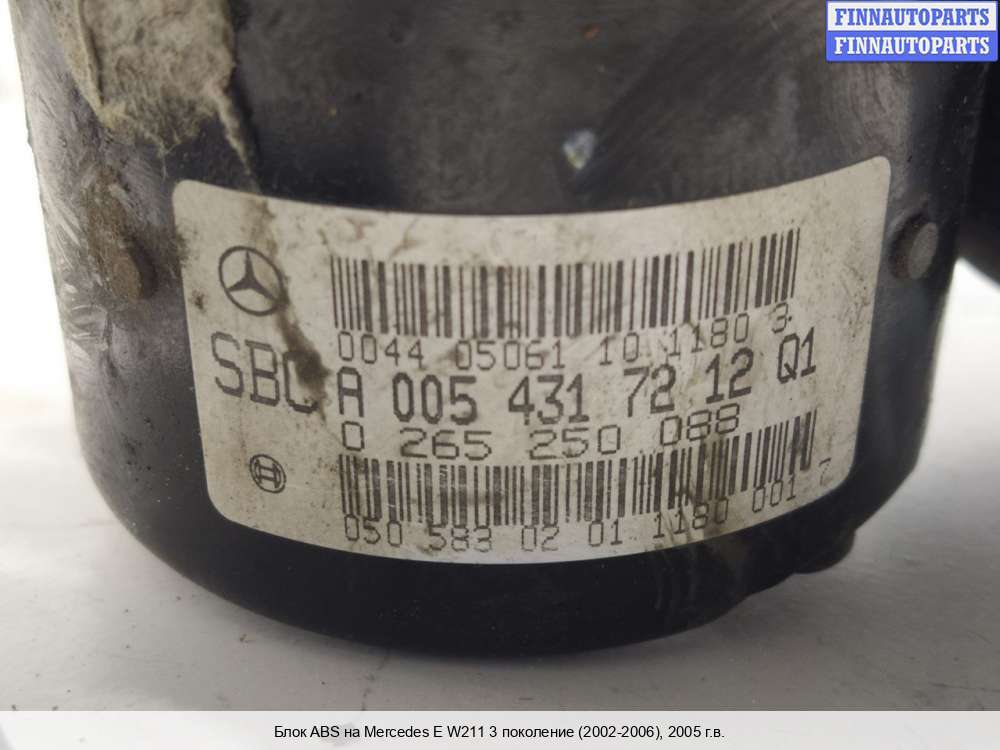 FINNAUTOPARTS
FINNAUTOPARTS
0044 05061 10 1180 3
SBC A 005 431 72 12 Q1
0 265 250 088
050 583 02 01 1180 001 7
Блок ABS на Mercedes E W211 3 поколение (2002-2006), 2005 г.в.